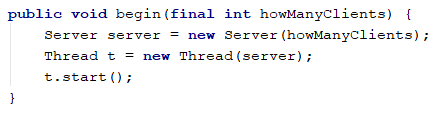 public void begin(final int howManyClients) {
    Server server = new Server(howManyClients);
    Thread t = new Thread(server);
    t.start();
}